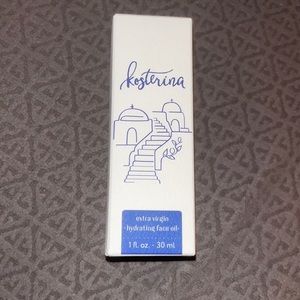 kosterina
extra virgin
·hydrating face oil·
1 fl. oz. · 30 ml